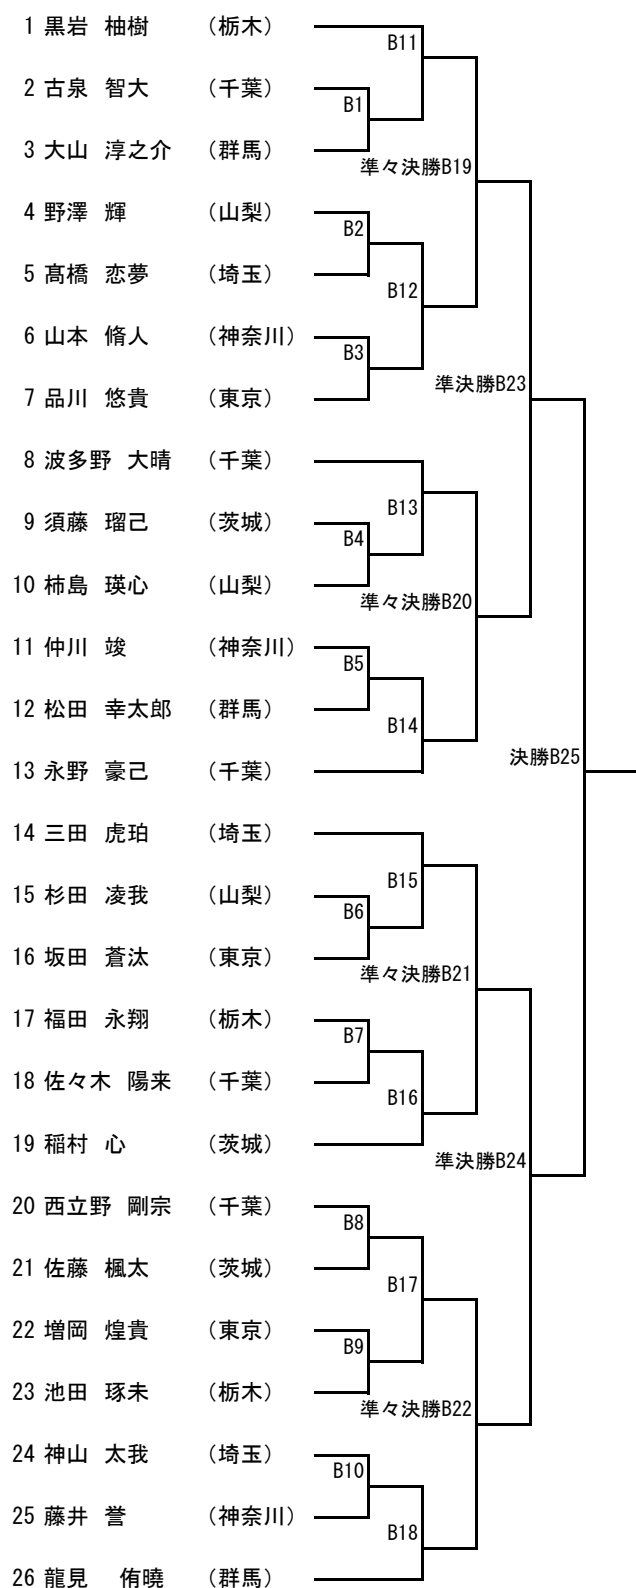 1 黒岩 柚樹 （栃木）
B11
2 古泉 智大 （千葉）
B1
3 大山 淳之介 （群馬）
準々決勝B19
4 野澤 輝 （山梨）
B2
5 髙橋 恋夢 （埼玉）
B12
6 山本 脩人 （神奈川）
B3
準決勝B23
7 品川 悠貴 （東京）
8 波多野 大晴 （千葉）
B13
9 須藤 瑠己 （茨城）
B4
10 柿島 瑛心 （山梨）
準々決勝B20
11 仲川 竣 （神奈川）
B5
12 松田 幸太郎 （群馬）
B14
決勝B25
13 永野 豪己 （千葉）
14 三田 虎珀 （埼玉）
B15
15 杉田 凌我 （山梨）
B6
16 坂田 蒼汰 （東京）
準々決勝B21
17 福田 永翔 （栃木）
B7
18 佐々木 陽来 （千葉）
B16
19 稲村 心 （茨城）
準決勝B24
20 西立野 剛宗 （千葉）
B8
21 佐藤 楓太 （茨城）
B17
22 増岡 煌貴 （東京）
B9
23 池田 琢未 （栃木）
準々決勝B22
24 神山 太我 （埼玉）
B10
25 藤井 誉 （神奈川）
B18
26 龍見 侑曉 （群馬）